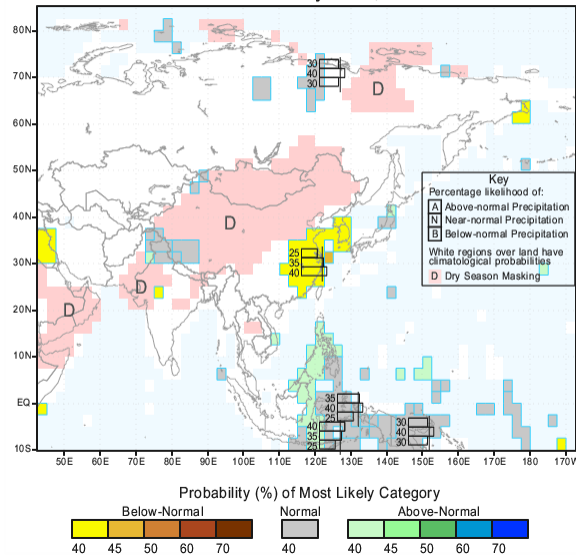 80N
70N
60N
50N
40N
30N
20N
10N
EQ
10S
50E
60E
70E
80E
90E
100E
110E
120E
130E
140E
150E
160E
170E
180
170W
30
40
30
D
D
D
D
25
35
40
35
40
25
40
35
25
30
40
30
Key
Percentage likelihood of:
A Above-normal Precipitation
N Near-normal Precipitation
B Below-normal Precipitation
White regions over land have
climatological probabilities
D Dry Season Masking
Probability (%) of Most Likely Category
Below-Normal Normal Above-Normal
40 45 50 60 70 40 40 45 50 60 70